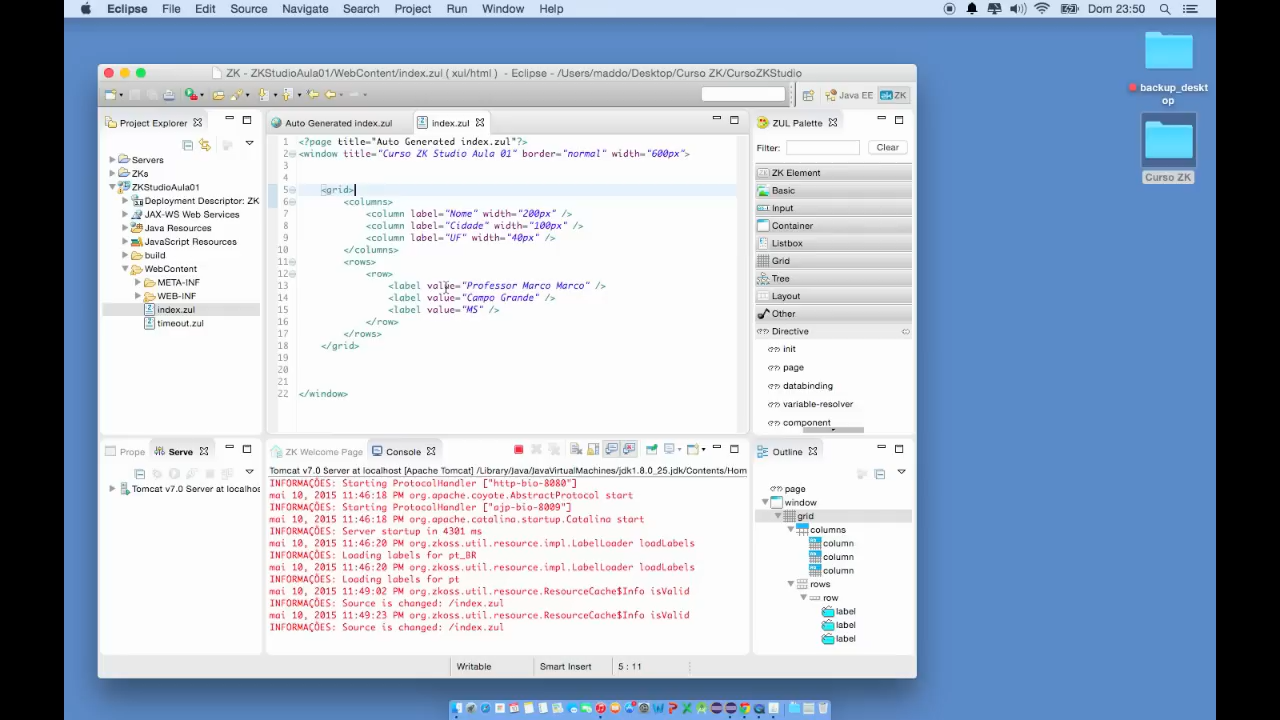 Eclipse File Edit Source Navigate Search Project Run Window Help Dom 23:50
ZK - ZKStudioAula01/WebContent/index.zul ( xul/html ) - Eclipse - /Users/maddo/Desktop/Curso ZK/CursoZKStudio
Java EE ZK
backup_deskt
op
Curso ZK
Project Explorer
Servers
ZKs
ZKStudioAula01
Deployment Descriptor: ZK
JAX-WS Web Services
Java Resources
JavaScript Resources
build
WebContent
META-INF
WEB-INF
index.zul
timeout.zul
Auto Generated index.zul index.zul
1 <?page title="Auto Generated index.zul"?>
2 <window title="Curso ZK Studio Aula 01" border="normal" width="600px">
3
4
5 <grid>
6 <columns>
7 <column label="Nome" width="200px" />
8 <column label="Cidade" width="100px" />
9 <column label="UF" width="40px" />
10 </columns>
11 <rows>
12 <row>
13 <label value="Professor Marco Marco" />
14 <label value="Campo Grande" />
15 <label value="MS" />
16 </row>
17 </rows>
18 </grid>
19
20
21
22 </window>
ZUL Palette
Filter: Clear
ZK Element
Basic
Input
Container
Listbox
Grid
Tree
Layout
Other
Directive
init
page
databinding
variable-resolver
component
Prope Serve
Tomcat v7.0 Server at localhos
ZK Welcome Page Console
Tomcat v7.0 Server at localhost [Apache Tomcat] /Library/Java/JavaVirtualMachines/jdk1.8.0_25.jdk/Contents/Hom
INFORMAÇÕES: Starting ProtocolHandler ["http-bio-8080"]
mai 10, 2015 11:46:18 PM org.apache.coyote.AbstractProtocol start
INFORMAÇÕES: Starting ProtocolHandler ["ajp-bio-8009"]
mai 10, 2015 11:46:18 PM org.apache.catalina.startup.Catalina start
INFORMAÇÕES: Server startup in 4301 ms
mai 10, 2015 11:46:20 PM org.zkoss.util.resource.impl.LabelLoader loadLabels
INFORMAÇÕES: Loading labels for pt_BR
mai 10, 2015 11:46:20 PM org.zkoss.util.resource.impl.LabelLoader loadLabels
INFORMAÇÕES: Loading labels for pt
mai 10, 2015 11:49:02 PM org.zkoss.util.resource.ResourceCache$Info isValid
INFORMAÇÕES: Source is changed: /index.zul
mai 10, 2015 11:49:23 PM org.zkoss.util.resource.ResourceCache$Info isValid
INFORMAÇÕES: Source is changed: /index.zul
Outline
page
window
grid
columns
column
column
column
rows
row
label
label
label
Writable Smart Insert 5 : 11